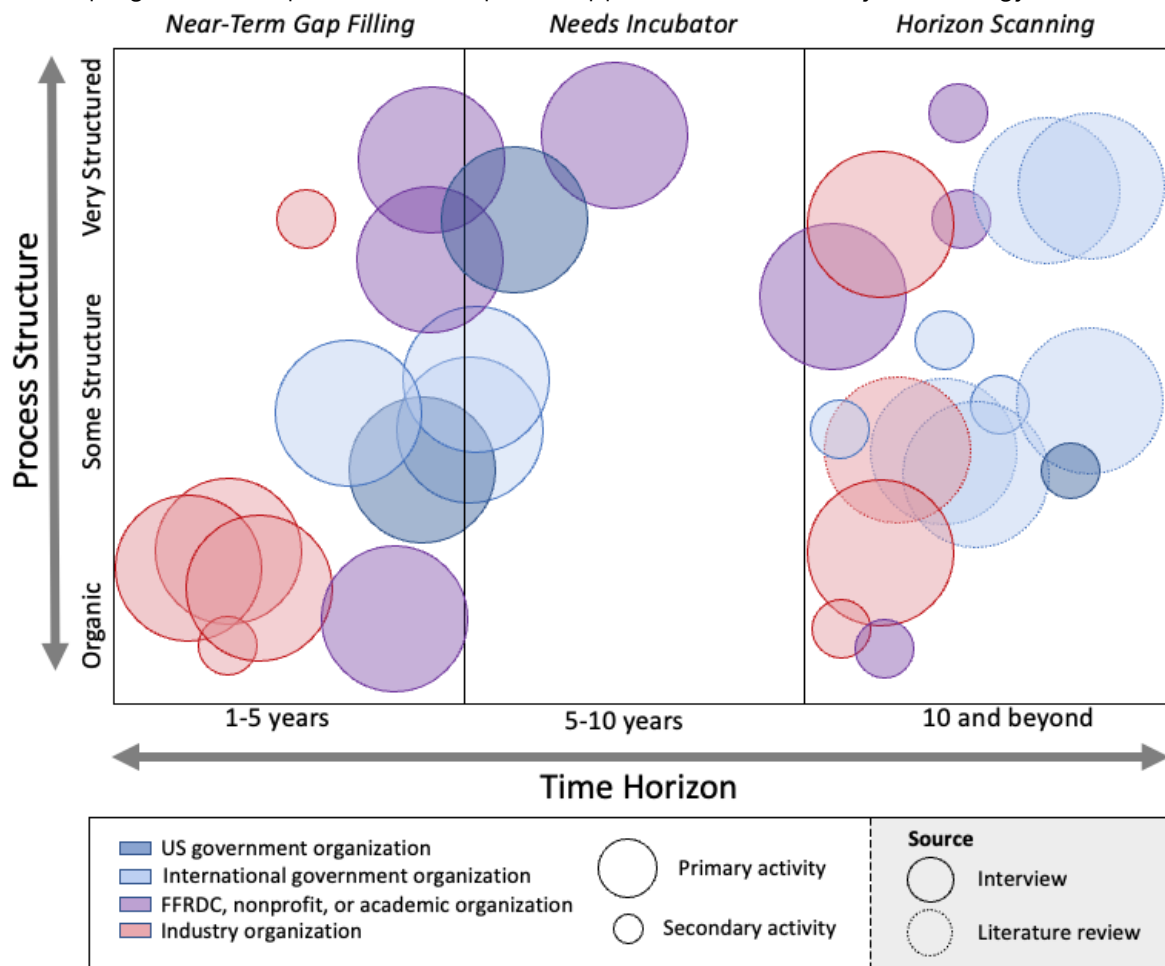 Near-Term Gap Filling
Needs Incubator
Horizon Scanning
Process Structure
Very Structured
Some Structure
Organic
1-5 years
5-10 years
10 and beyond
Time Horizon
US government organization
International government organization
FFRDC, nonprofit, or academic organization
Industry organization
Primary activity
Secondary activity
Source
Interview
Literature review